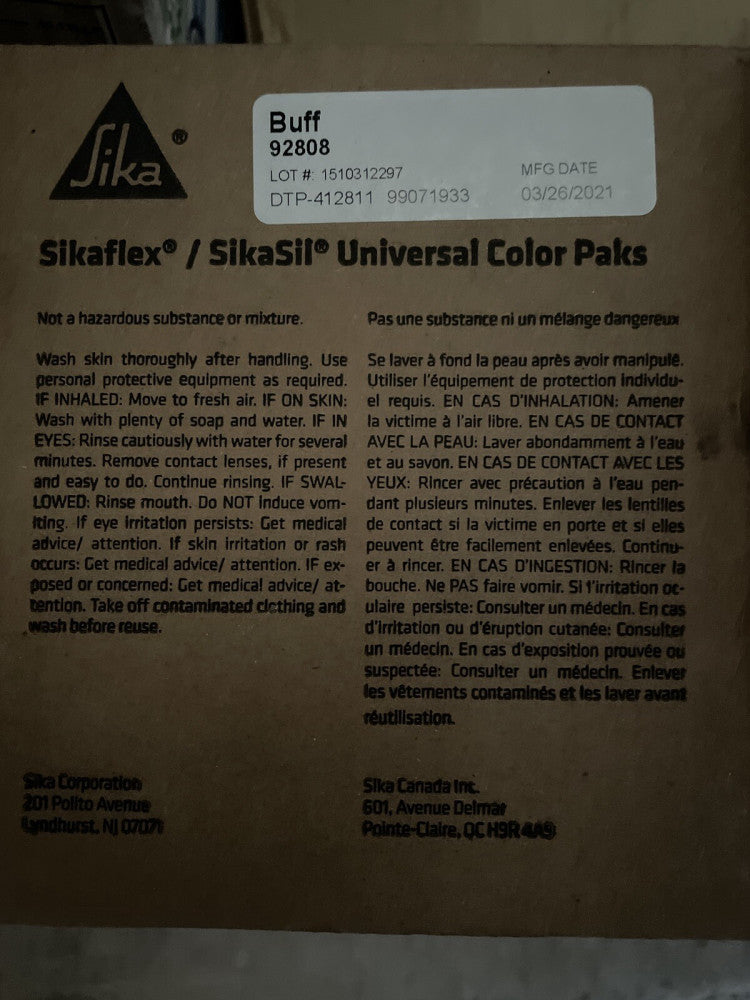 Sika®
Buff
92808
LOT #: 1510312297
MFG DATE
DTP-412811 99071933
03/26/2021
Sikaflex® / SikaSil® Universal Color Paks
Not a hazardous substance or mixture.
Wash skin thoroughly after handling. Use
personal protective equipment as required.
IF INHALED: Move to fresh air. IF ON SKIN:
Wash with plenty of soap and water. IF IN
EYES: Rinse cautiously with water for several
minutes. Remove contact lenses, if present
and easy to do. Continue rinsing. IF SWAL-
LOWED: Rinse mouth. Do NOT induce vom-
iting. If eye irritation persists: Get medical
advice/ attention. If skin irritation or rash
occurs: Get medical advice/ attention. IF ex-
posed or concerned: Get medical advice/ at-
tention. Take off contaminated clothing and
wash before reuse.
Pas une substance ni un mélange dangereux
Se laver à fond la peau après avoir manipulé.
Utiliser l'équipement de protection individu-
el requis. EN CAS D'INHALATION: Amener
la victime à l'air libre. EN CAS DE CONTACT
AVEC LA PEAU: Laver abondamment à l'eau
et au savon. EN CAS DE CONTACT AVEC LES
YEUX: Rincer avec précaution à l'eau pen-
dant plusieurs minutes. Enlever les lentilles
de contact si la victime en porte et si elles
peuvent être facilement enlevées. Continu-
er à rincer. EN CAS D'INGESTION: Rincer la
bouche. Ne PAS faire vomir. Si l'irritation oc-
ulaire persiste: Consulter un médecin. En cas
d'irritation ou d'éruption cutanée: Consulter
un médecin. En cas d'exposition prouvée ou
suspectée: Consulter un médecin. Enlever
les vêtements contaminés et les laver avant
réutilisation.
Sika Corporation
201 Polito Avenue
Lyndhurst, NJ 07071
Sika Canada Inc.
601, Avenue Delmar
Pointe-Claire, QC H9R 4A9